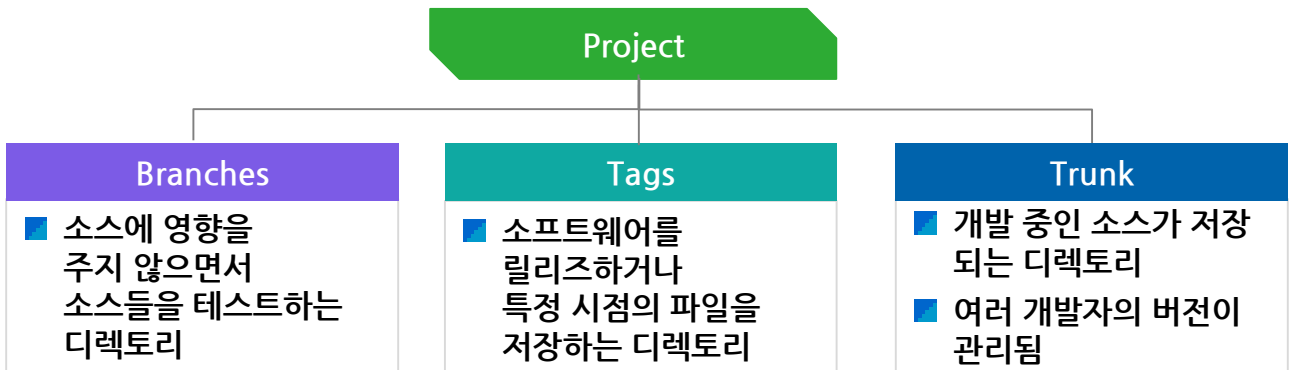 Project
Branches
소스에 영향을
주지 않으면서
소스들을 테스트하는
디렉토리
Tags
소프트웨어를
릴리즈하거나
특정 시점의 파일을
저장하는 디렉토리
Trunk
개발 중인 소스가 저장
되는 디렉토리
여러 개발자의 버전이
관리됨